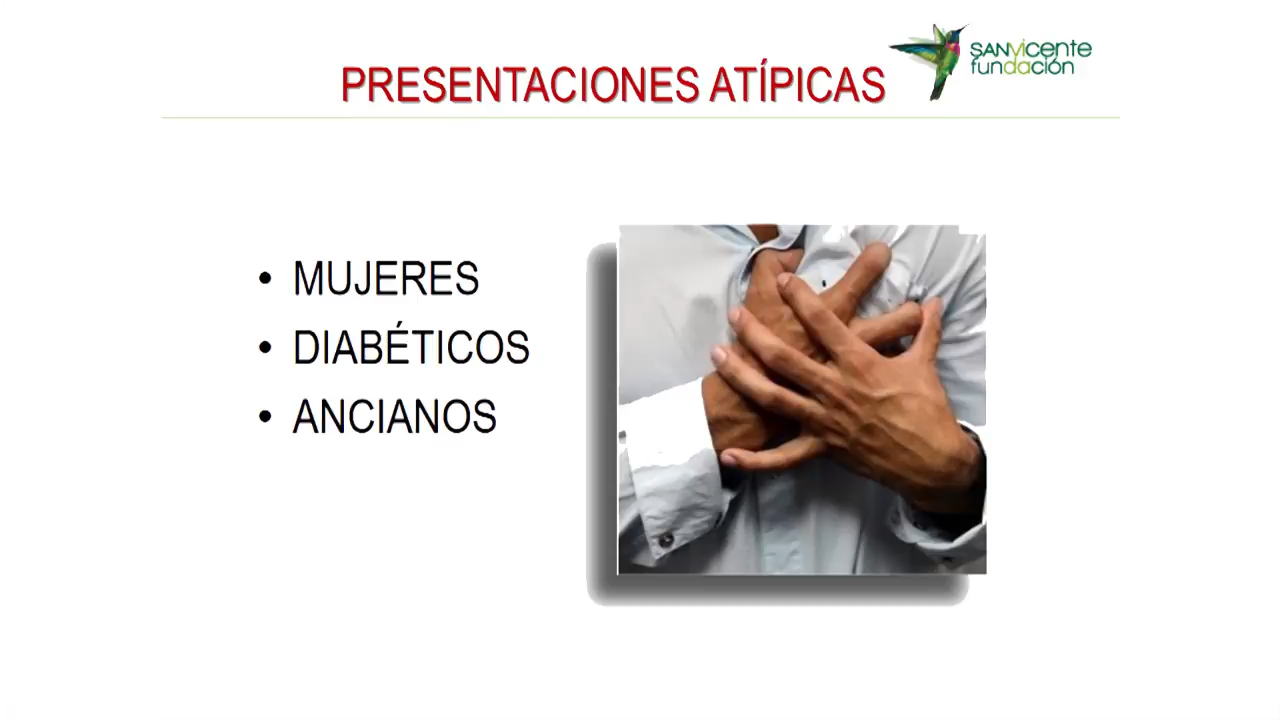 PRESENTACIONES ATÍPICAS
SANVICENTE
fUNDACIÓN
• MUJERES
• DIABÉTICOS
• ANCIANOS